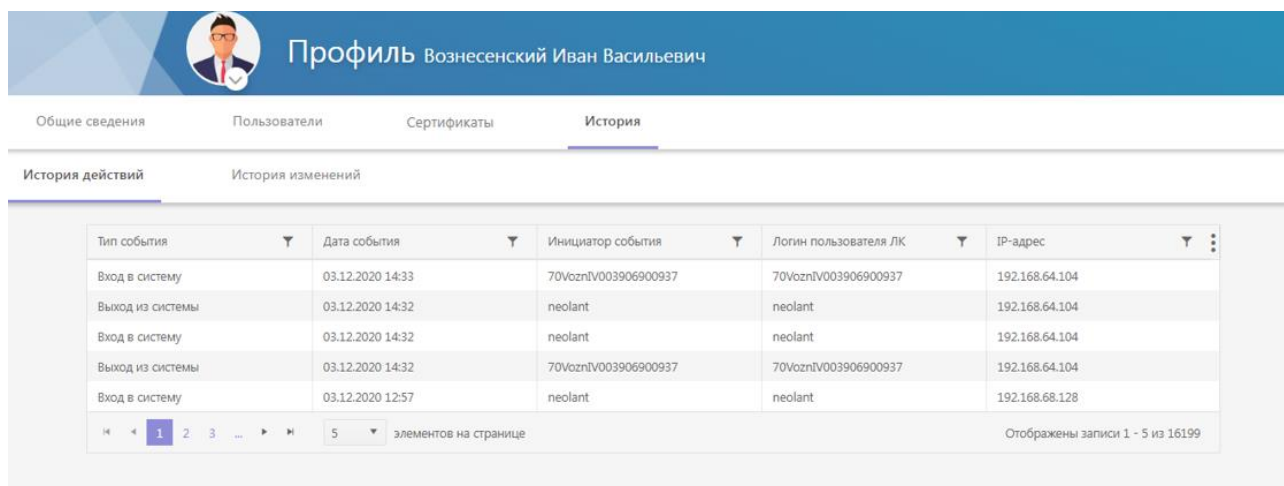 Профиль Вознесенский Иван Васильевич
Общие сведения Пользователи Сертификаты История
История действий История изменений
Тип события Дата события Инициатор события Логин пользователя ЛК IP-адрес
Вход в систему 03.12.2020 14:33 70VoznIV003906900937 70VoznIV003906900937 192.168.64.104
Выход из системы 03.12.2020 14:32 neolant neolant 192.168.64.104
Вход в систему 03.12.2020 14:32 neolant neolant 192.168.64.104
Выход из системы 03.12.2020 14:32 70VoznIV003906900937 70VoznIV003906900937 192.168.64.104
Вход в систему 03.12.2020 12:57 neolant neolant 192.168.68.128
1 2 3 ... 5 элементов на странице Отображены записи 1 - 5 из 16199